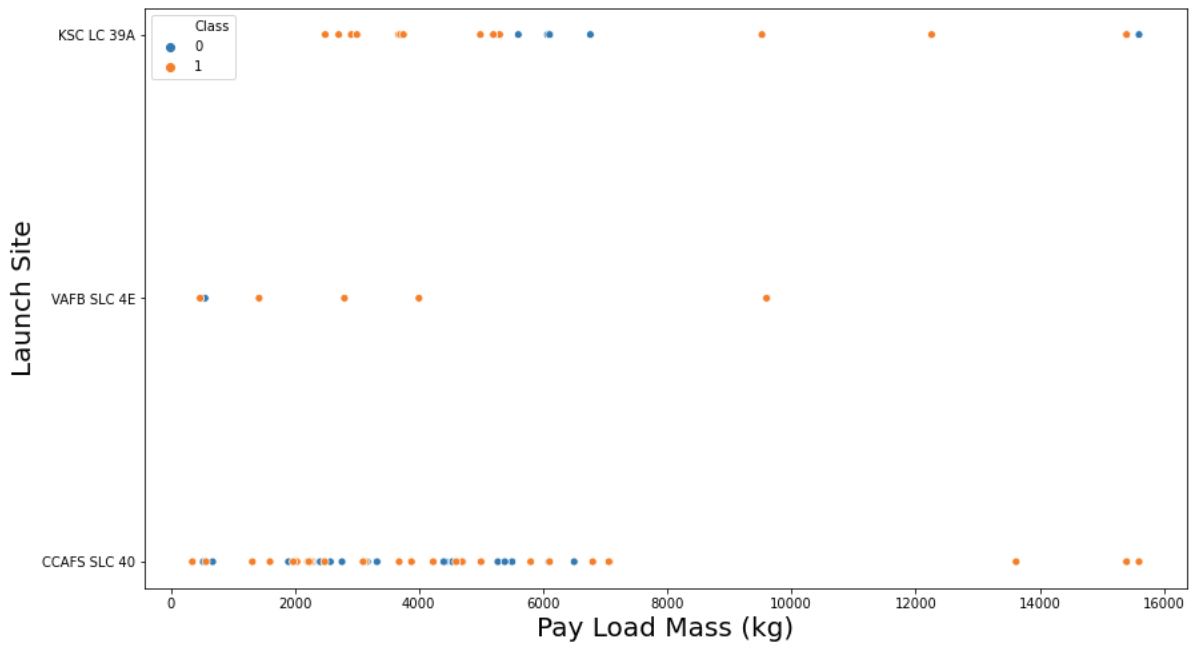 Class
0
1
KSC LC 39A
VAFB SLC 4E
CCAFS SLC 40
Launch Site
0
2000
4000
6000
8000
10000
12000
14000
16000
Pay Load Mass (kg)